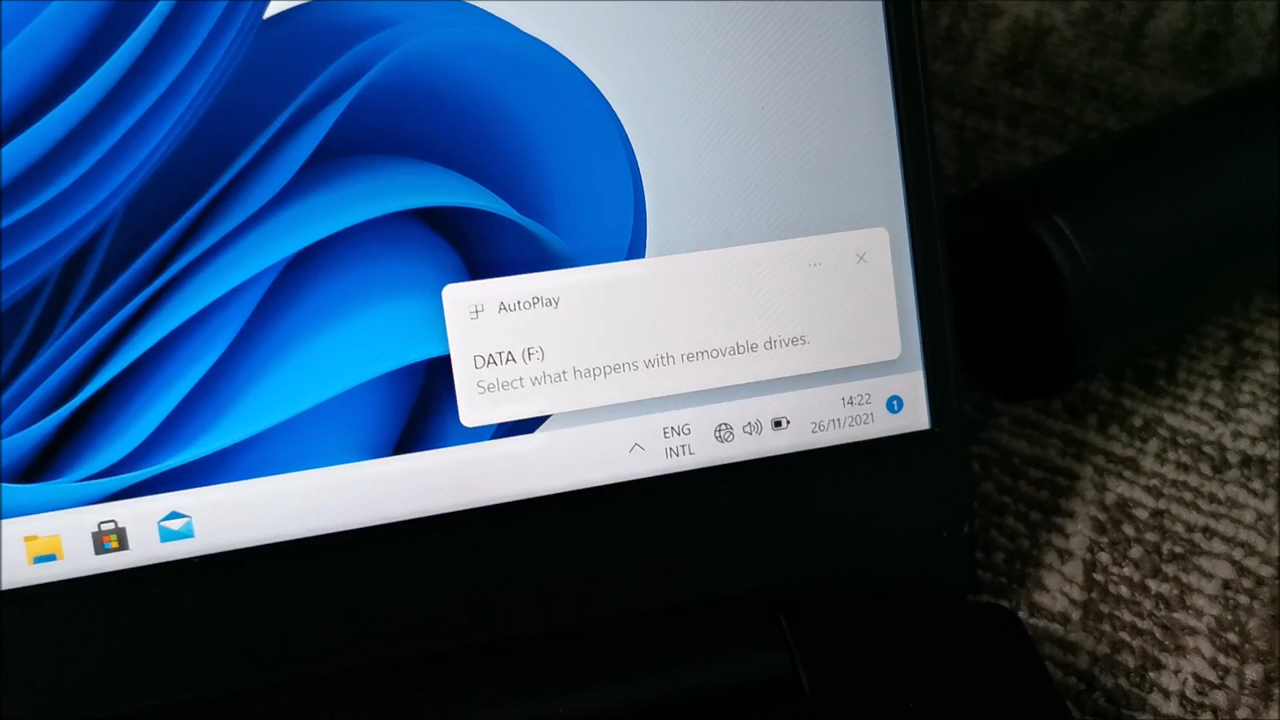 AutoPlay
DATA (F:)
Select what happens with removable drives.
ENG
INTL
14:22
26/11/2021
1